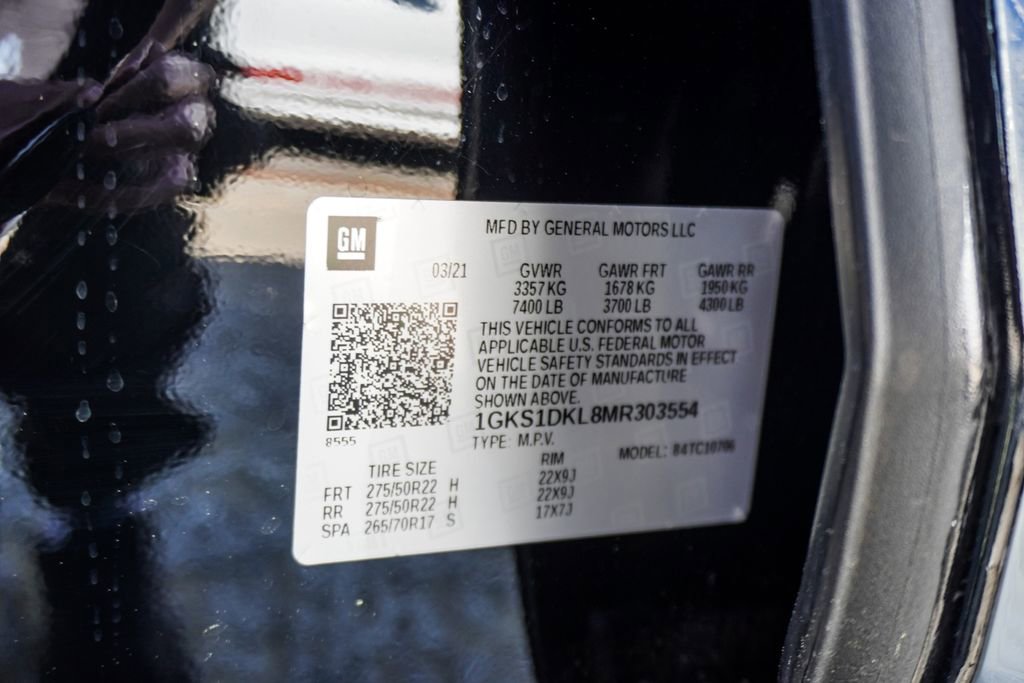 GM
MFD BY GENERAL MOTORS LLC
03/21 GVWR GAWR FRT GAWR RR
3357 KG 1678 KG 1950 KG
7400 LB 3700 LB 4300 LB
THIS VEHICLE CONFORMS TO ALL
APPLICABLE U.S. FEDERAL MOTOR
VEHICLE SAFETY STANDARDS IN EFFECT
ON THE DATE OF MANUFACTURE
SHOWN ABOVE.
1GKS1DKL8MR303554
8555
TYPE: M.P.V. MODEL: 84TC10706
TIRE SIZE RIM
FRT 275/50R22 H 22X9J
RR 275/50R22 H 22X9J
SPA 265/70R17 S 17X7J